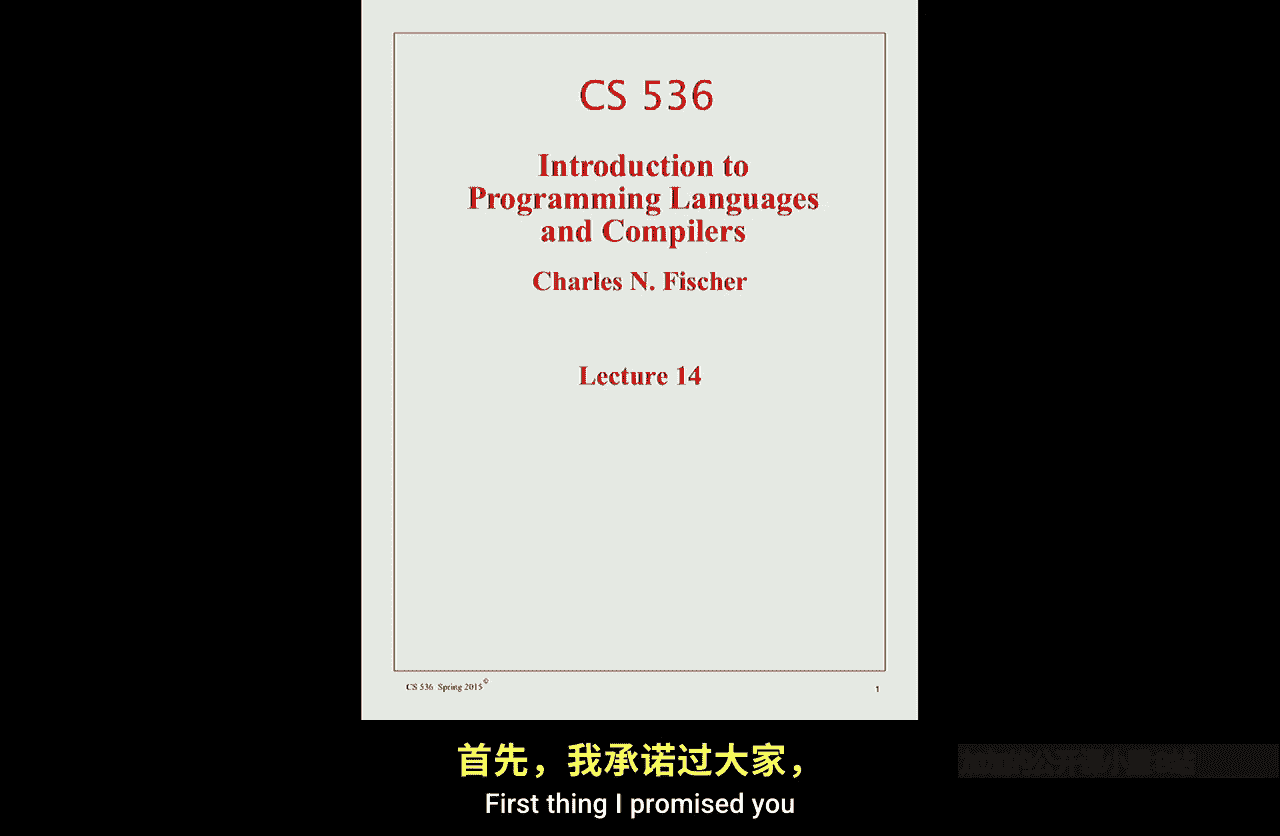 CS 536
Introduction to
Programming Languages
and Compilers
Charles N. Fischer
Lecture 14
CS 536 Spring 2015©
1
首先，我承诺过大家，
First thing I promised you